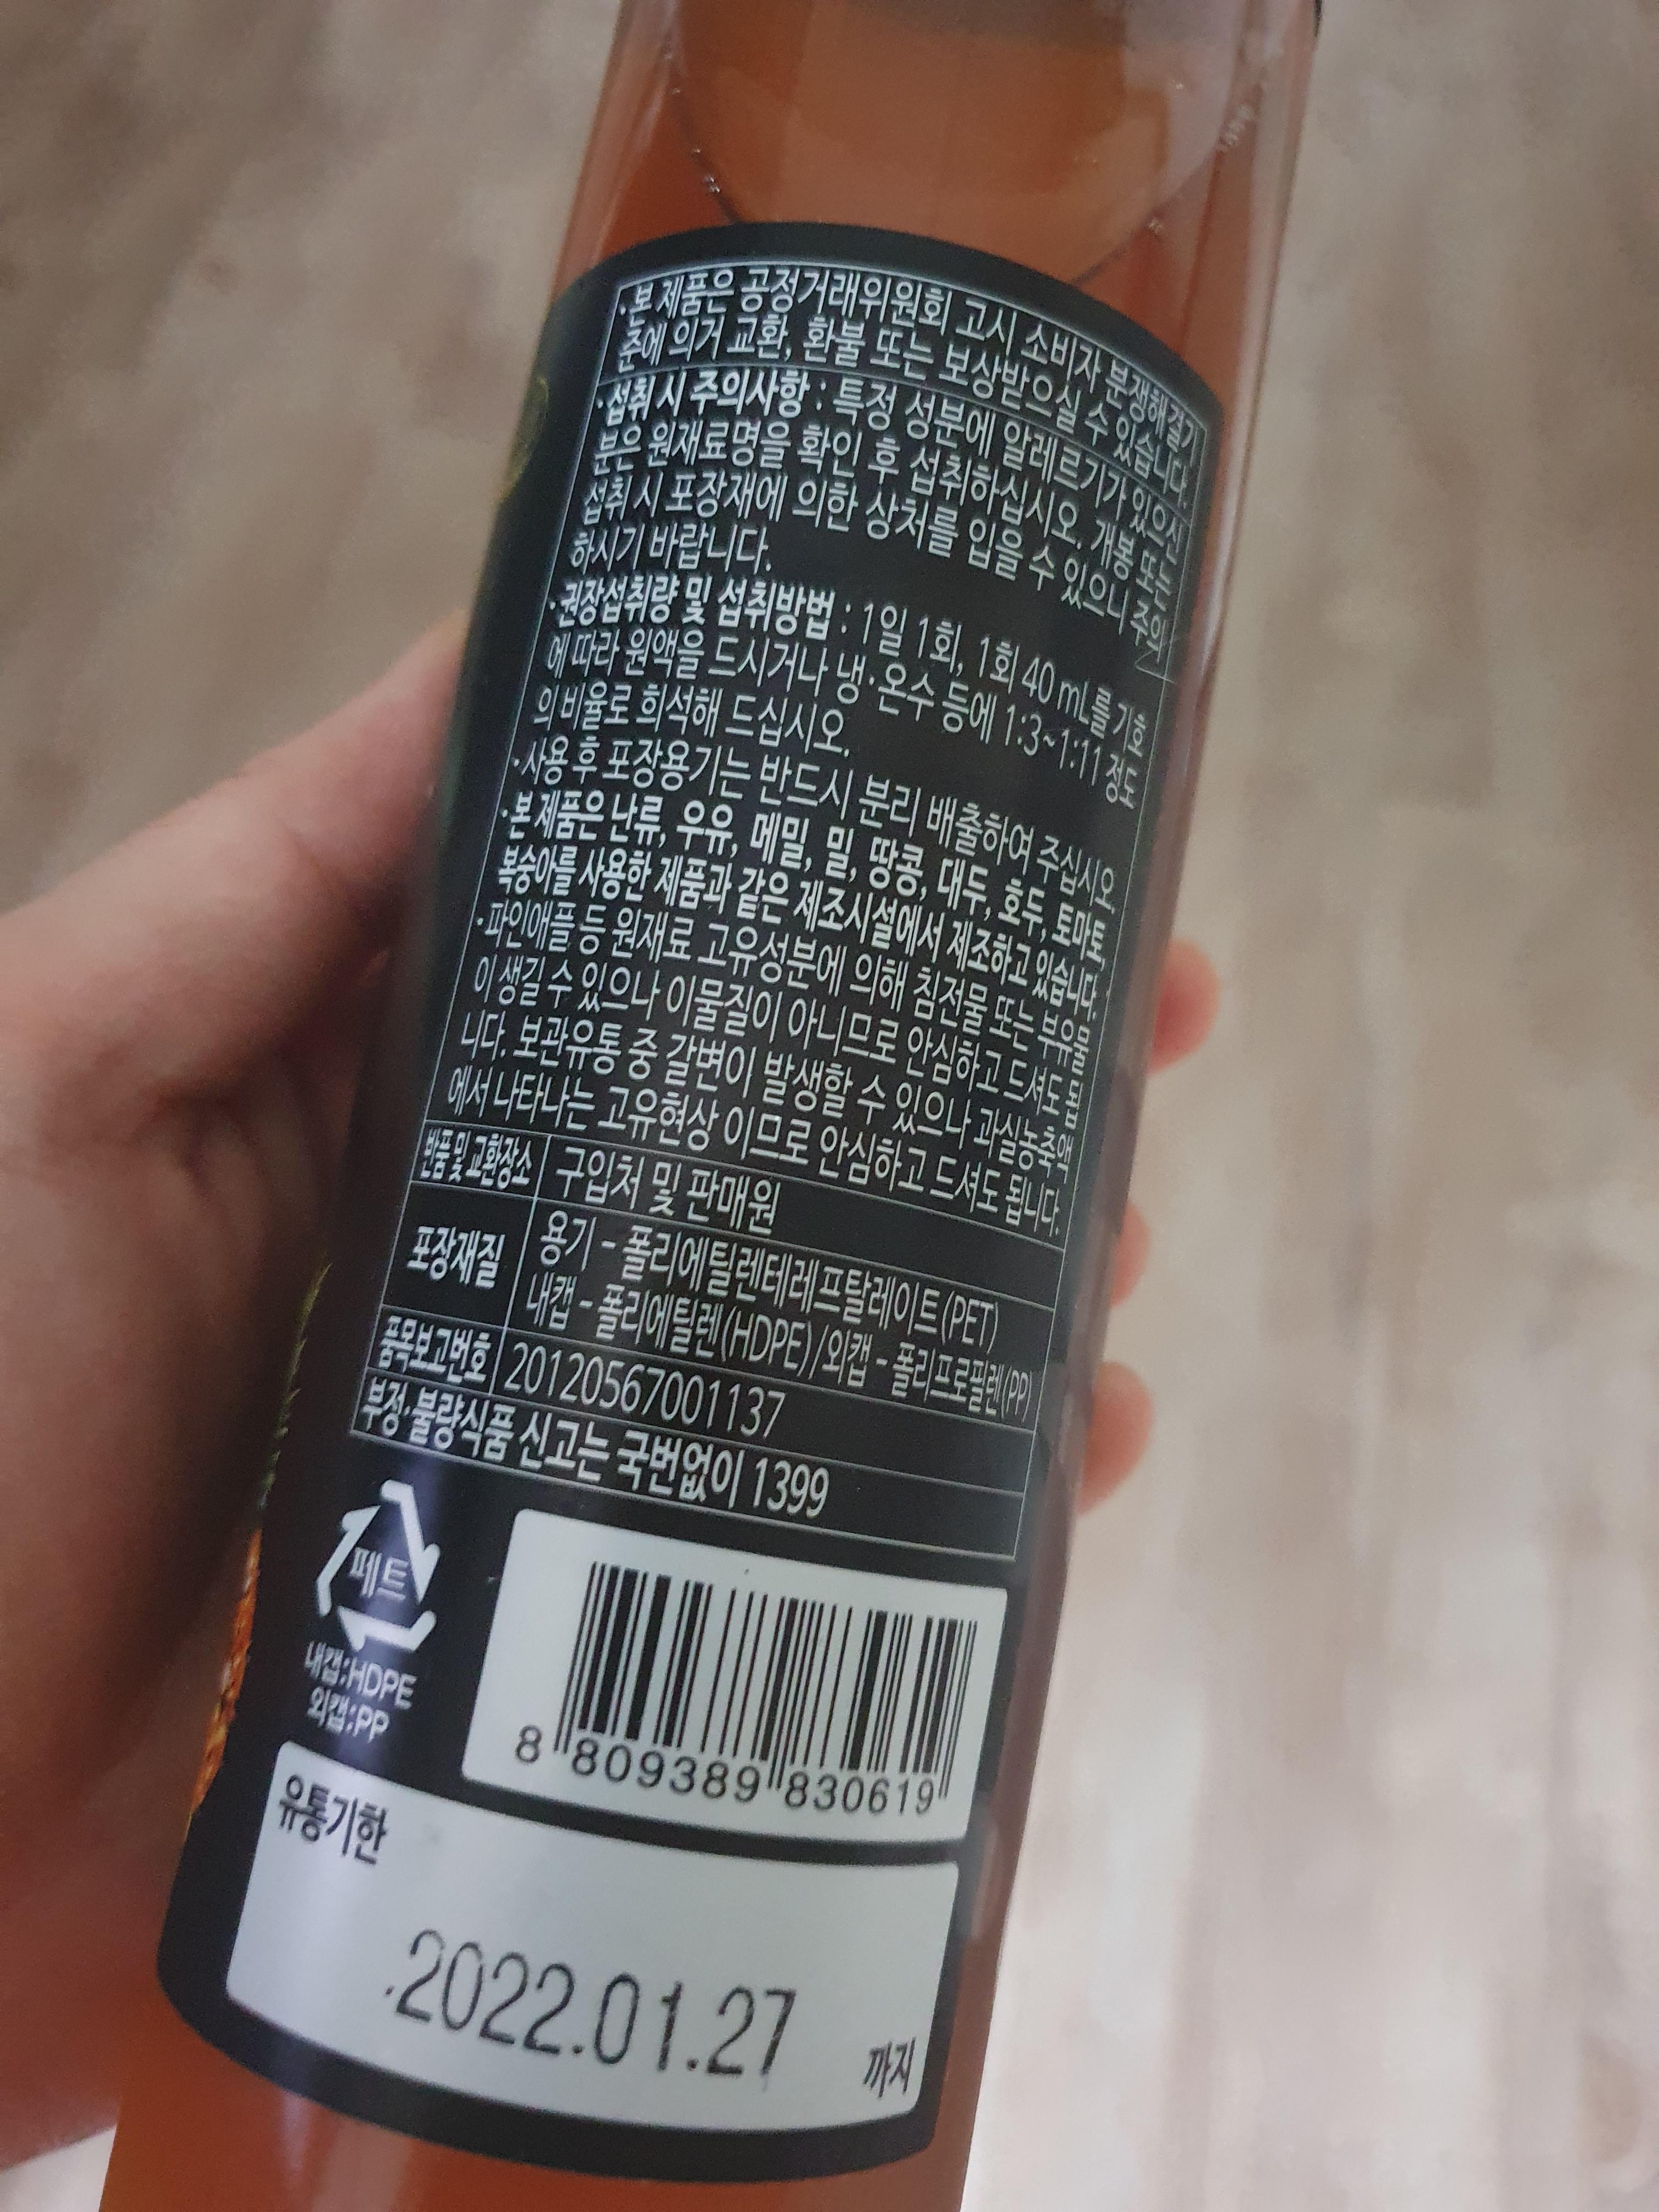 ·본 제품은 공정거래위원회 고시 소비자 분쟁해결기
준에 의거 교환, 환불 또는 보상받으실 수 있습니다.
·섭취 시 주의사항 : 특정 성분에 알레르기가 있으신
분은 원재료명을 확인 후 섭취하십시오. 개봉 또는
섭취 시 포장재에 의한 상처를 입을 수 있으니 주의
하시기 바랍니다.
·권장섭취량 및 섭취방법 : 1일 1회, 1회 40 mL를 기호
에 따라 원액을 드시거나 냉·온수 등에 1:3~1:11 정도
의 비율로 희석해 드십시오.
·사용 후 포장용기는 반드시 분리 배출하여 주십시오.
·본 제품은 난류, 우유, 메밀, 밀, 땅콩, 대두, 호두, 토마토,
복숭아를 사용한 제품과 같은 제조시설에서 제조하고 있습니다.
·파인애플 등 원재료 고유성분에 의해 침전물 또는 부유물
이 생길 수 있으나 이물질이 아니므로 안심하고 드셔도 됩
니다. 보관유통 중 갈변이 발생할 수 있으나 과실농축액
에서 나타나는 고유현상 이므로 안심하고 드셔도 됩니다.
반품 및 교환장소 구입처 및 판매원
포장재질 용기 - 폴리에틸렌테레프탈레이트(PET)
내캡 - 폴리에틸렌(HDPE)/외캡 - 폴리프로필렌(PP)
품목보고번호 20120567001137
부정·불량식품 신고는 국번없이 1399
페트
내캡:HDPE
외캡:PP
8 809389 830619
유통기한
2022.01.27
까지